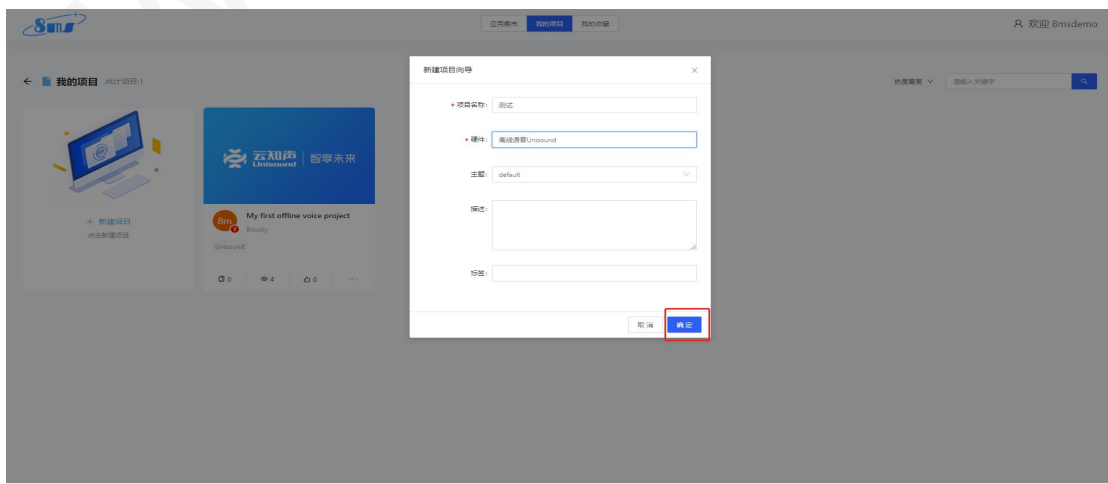 8ms
应用集市 我的项目 我的收藏
欢迎 8msdemo
我的项目 共计项目:1
热度最高 请输入关键字
新建项目向导
* 项目名称: 测试
* 硬件: 离线语音Unisound
主题: default
描述:
标签:
取消 确定
+ 新建项目
点击新建项目
云知声 Unisound 智享未来
8m
My first offline voice project
Blockly
Unisound
0 4 0 ...